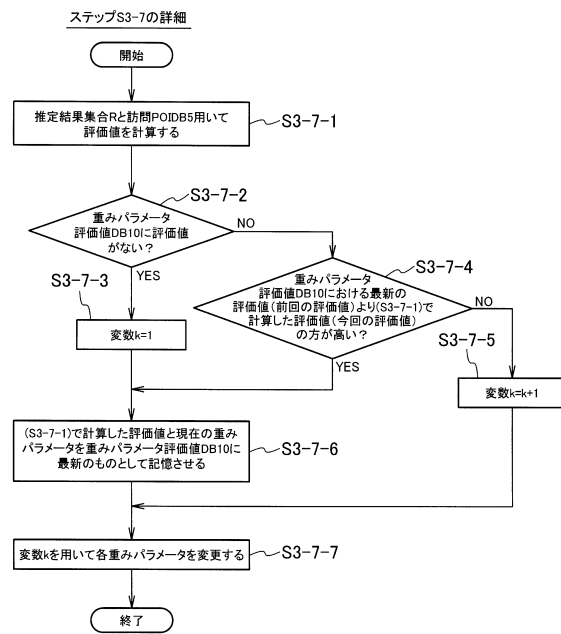 ステップS3-7の詳細
開始
推定結果集合Rと訪問POIDB5用いて
評価値を計算する
S3-7-1
S3-7-2
重みパラメータ
評価値DB10に評価値
がない？
NO
YES
S3-7-3
変数k=1
S3-7-4
重みパラメータ
評価値DB10における最新の
評価値(前回の評価値)より(S3-7-1)で
計算した評価値(今回の評価値)
の方が高い？
NO
YES
S3-7-5
変数k=k+1
(S3-7-1)で計算した評価値と現在の重み
パラメータを重みパラメータ評価値DB10に
最新のものとして記憶させる
S3-7-6
変数kを用いて各重みパラメータを変更する
S3-7-7
終了